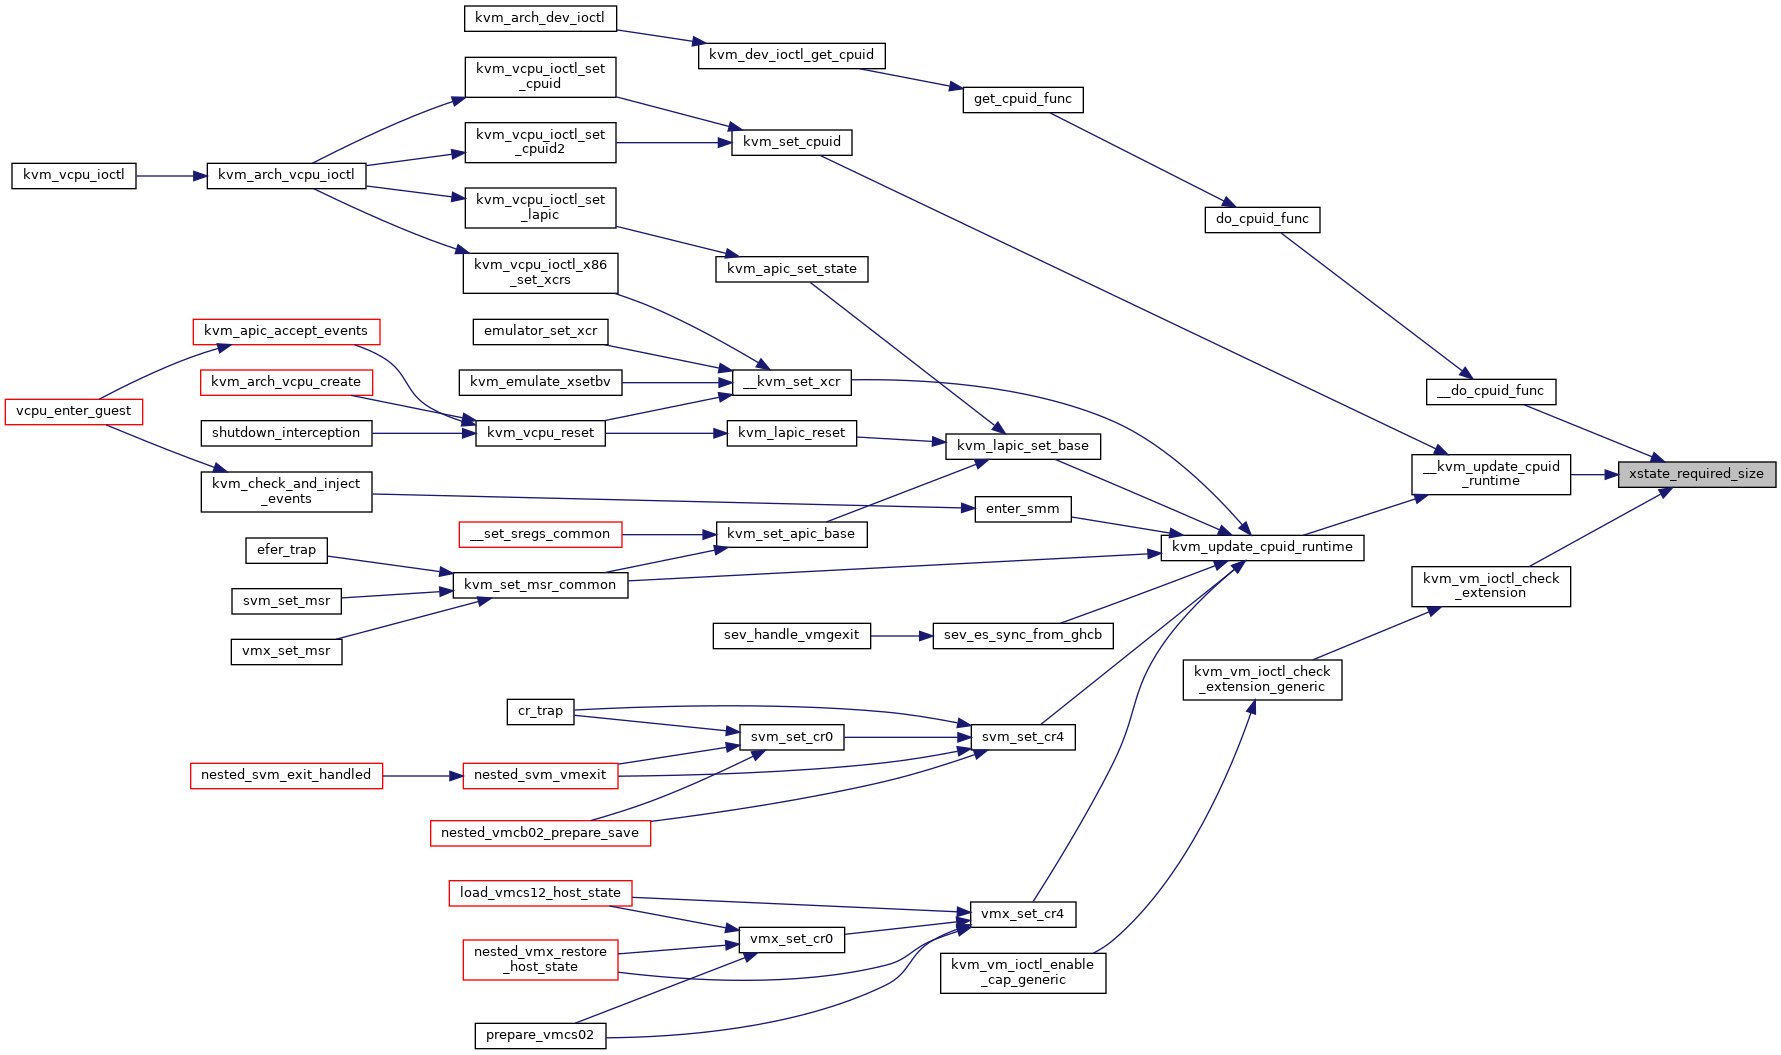 kvm_arch_dev_ioctl
kvm_dev_ioctl_get_cpuid
kvm_vcpu_ioctl_set
_cpuid
get_cpuid_func
kvm_vcpu_ioctl_set
_cpuid2
kvm_set_cpuid
kvm_vcpu_ioctl
kvm_arch_vcpu_ioctl
kvm_vcpu_ioctl_set
_lapic
do_cpuid_func
kvm_vcpu_ioctl_x86
_set_xcrs
kvm_apic_set_state
kvm_apic_accept_events
emulator_set_xcr
kvm_arch_vcpu_create
kvm_emulate_xsetbv
__kvm_set_xcr
__do_cpuid_func
vcpu_enter_guest
shutdown_interception
kvm_vcpu_reset
kvm_lapic_reset
kvm_lapic_set_base
__kvm_update_cpuid
_runtime
xstate_required_size
kvm_check_and_inject
_events
enter_smm
__set_sregs_common
kvm_set_apic_base
kvm_update_cpuid_runtime
efer_trap
kvm_set_msr_common
kvm_vm_ioctl_check
_extension
svm_set_msr
sev_handle_vmgexit
sev_es_sync_from_ghcb
vmx_set_msr
kvm_vm_ioctl_check
_extension_generic
cr_trap
svm_set_cr0
svm_set_cr4
nested_svm_exit_handled
nested_svm_vmexit
nested_vmcb02_prepare_save
load_vmcs12_host_state
vmx_set_cr4
vmx_set_cr0
nested_vmx_restore
_host_state
kvm_vm_ioctl_enable
_cap_generic
prepare_vmcs02